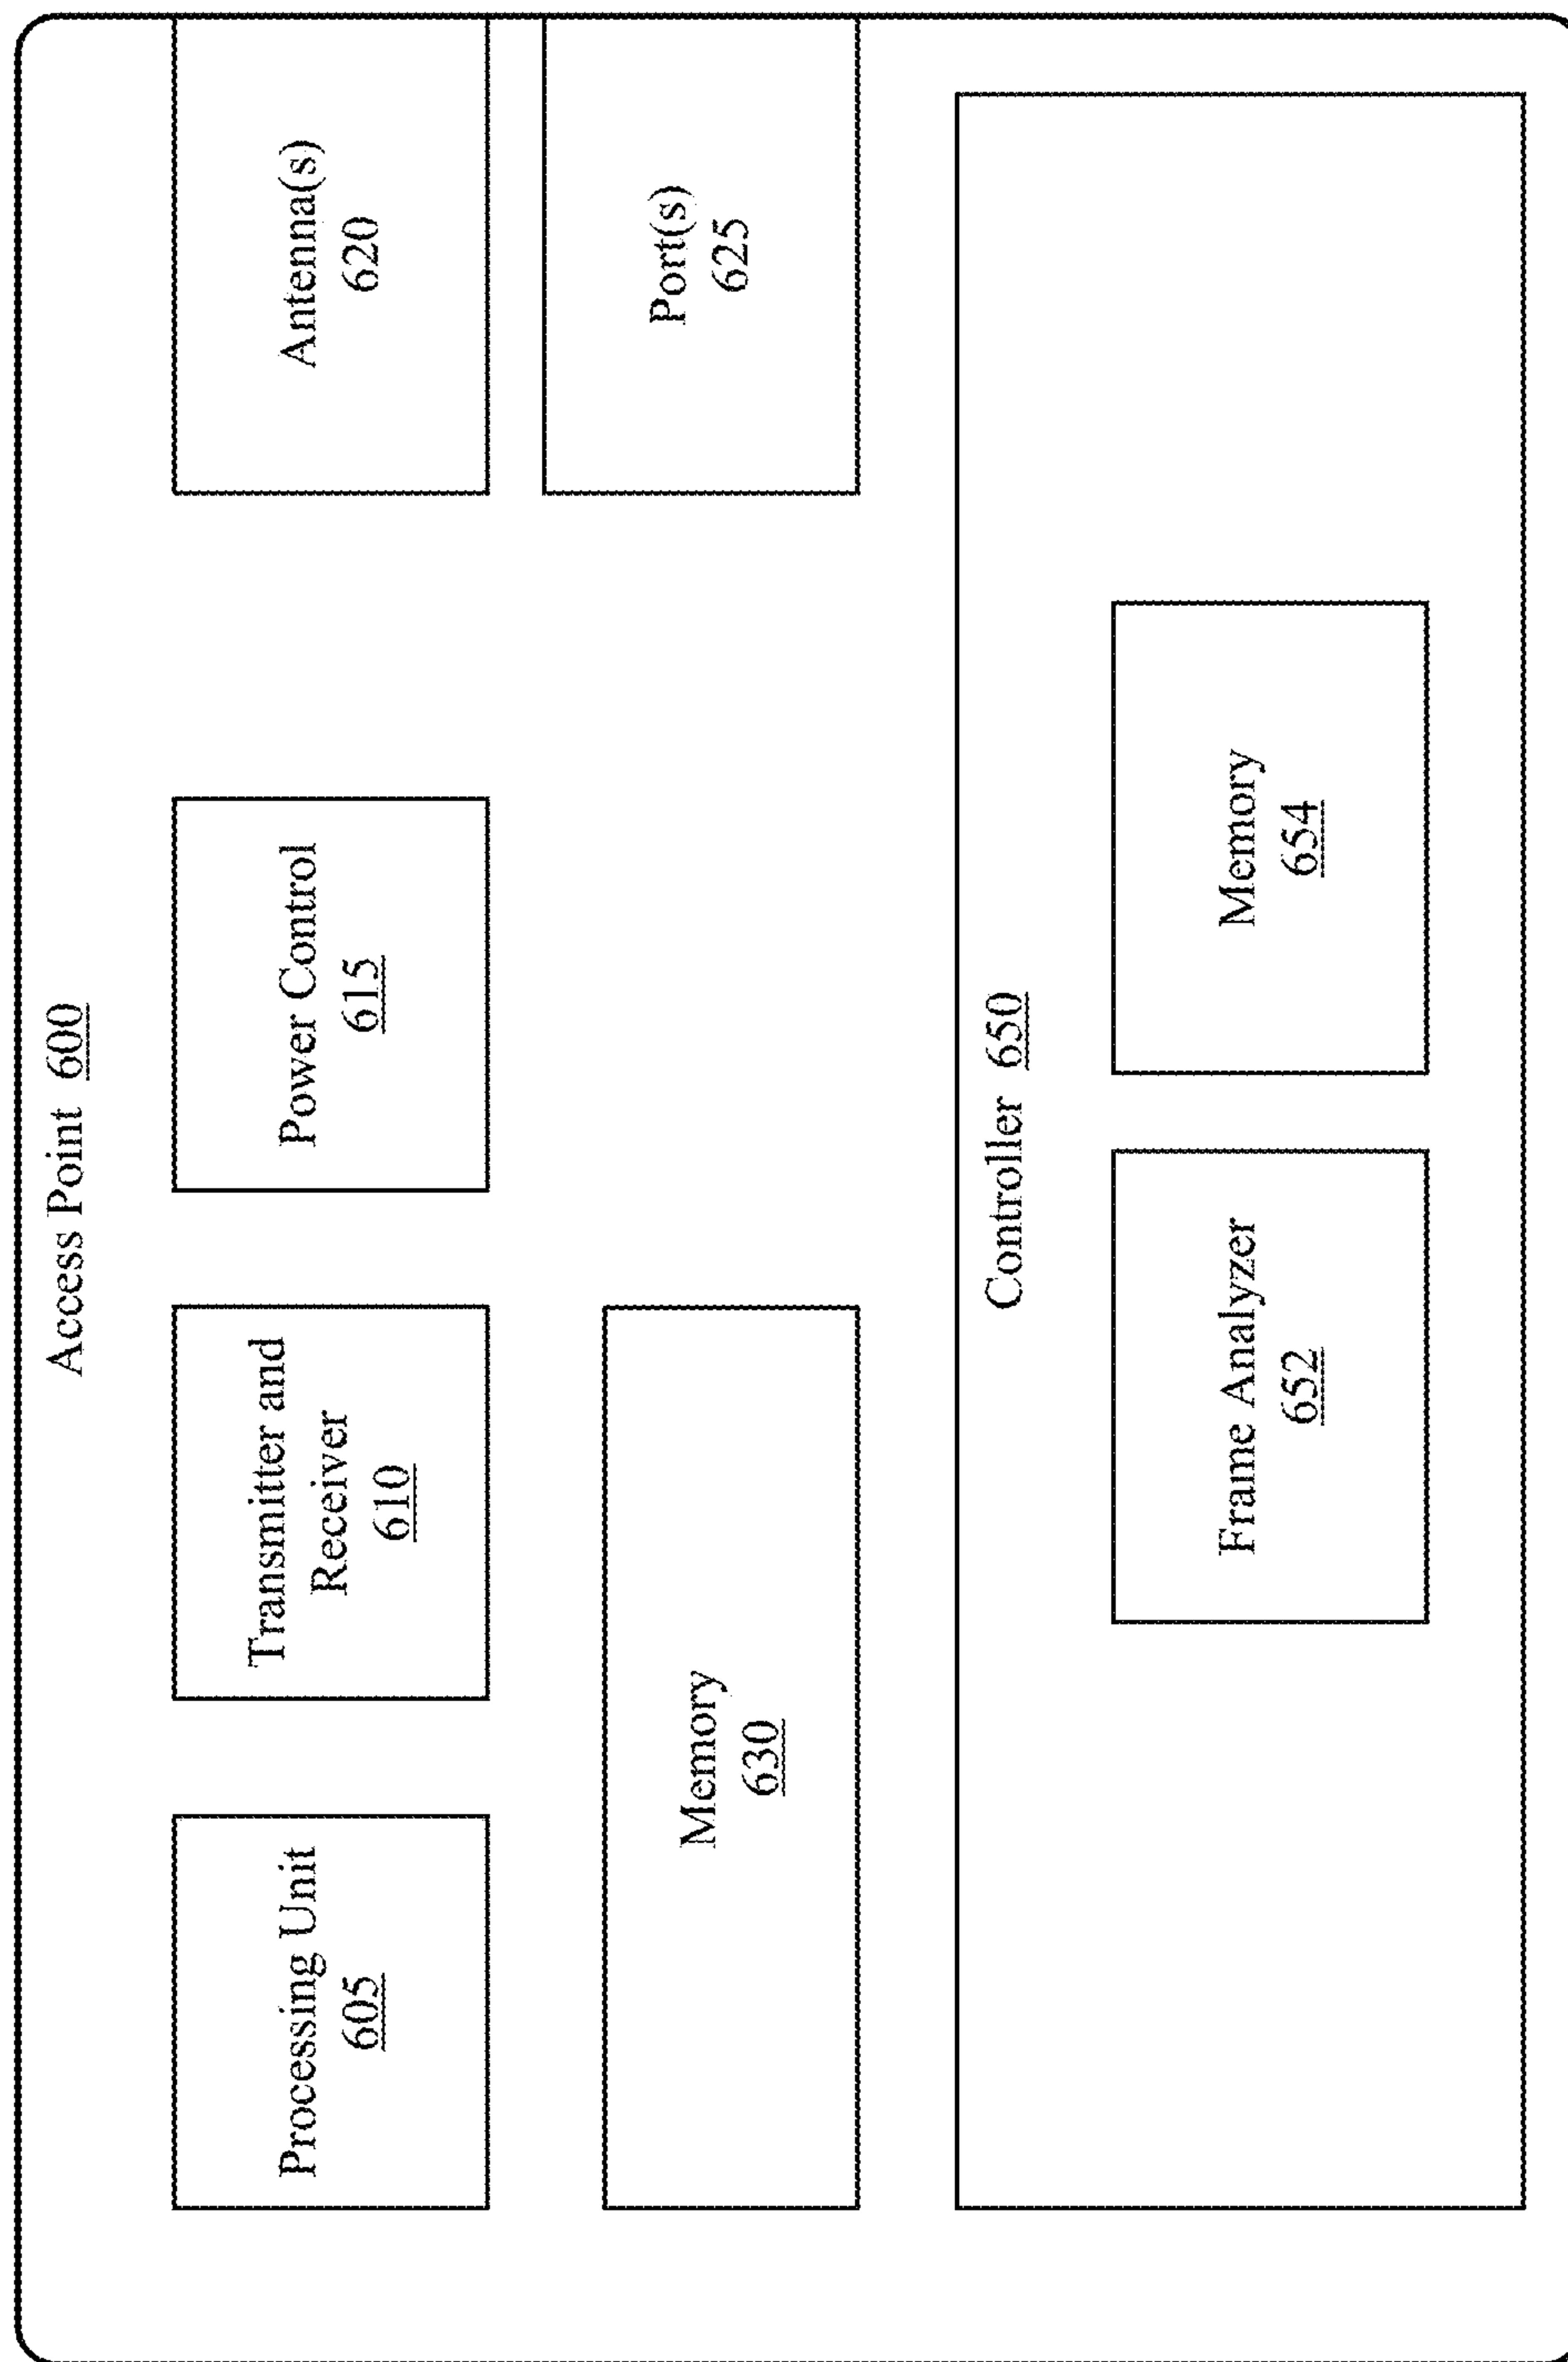 Access Point 600
Processing Unit
605
Transmitter and
Receiver
610
Power Control
615
Antenna(s)
620
Memory
630
Port(s)
625
Controller 650
Frame Analyzer
652
Memory
654